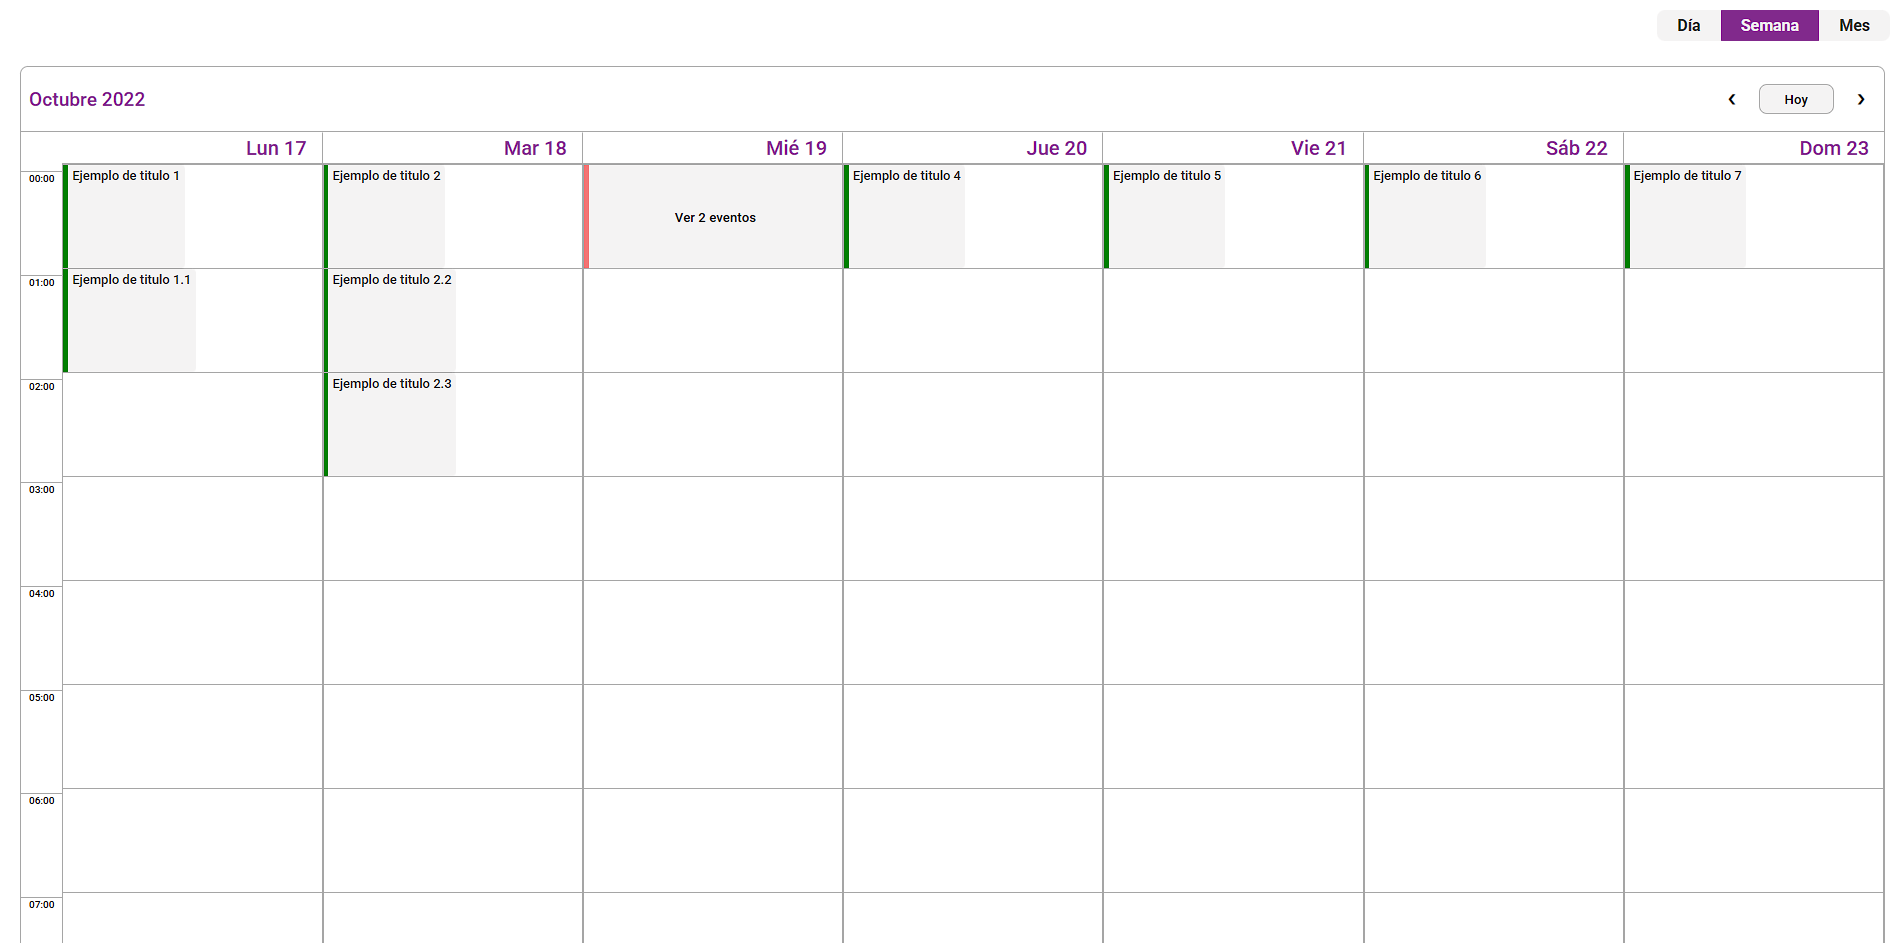 Día Semana Mes
Octubre 2022
‹ Hoy ›
Lun 17 Mar 18 Mié 19 Jue 20 Vie 21 Sáb 22 Dom 23
00:00 Ejemplo de titulo 1 Ejemplo de titulo 2 Ver 2 eventos Ejemplo de titulo 4 Ejemplo de titulo 5 Ejemplo de titulo 6 Ejemplo de titulo 7
01:00 Ejemplo de titulo 1.1 Ejemplo de titulo 2.2
02:00 Ejemplo de titulo 2.3
03:00
04:00
05:00
06:00
07:00